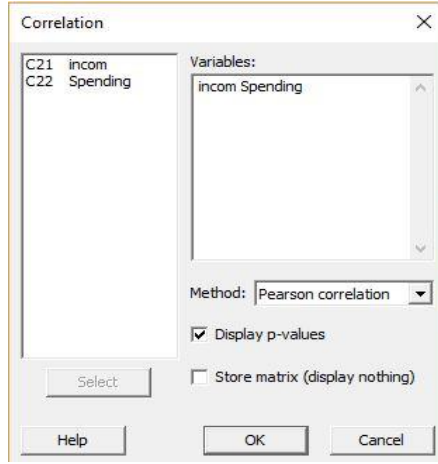 Correlation
C21 incom
C22 Spending
Variables:
incom Spending
Method: Pearson correlation
Display p-values
Select
Store matrix (display nothing)
Help
OK
Cancel